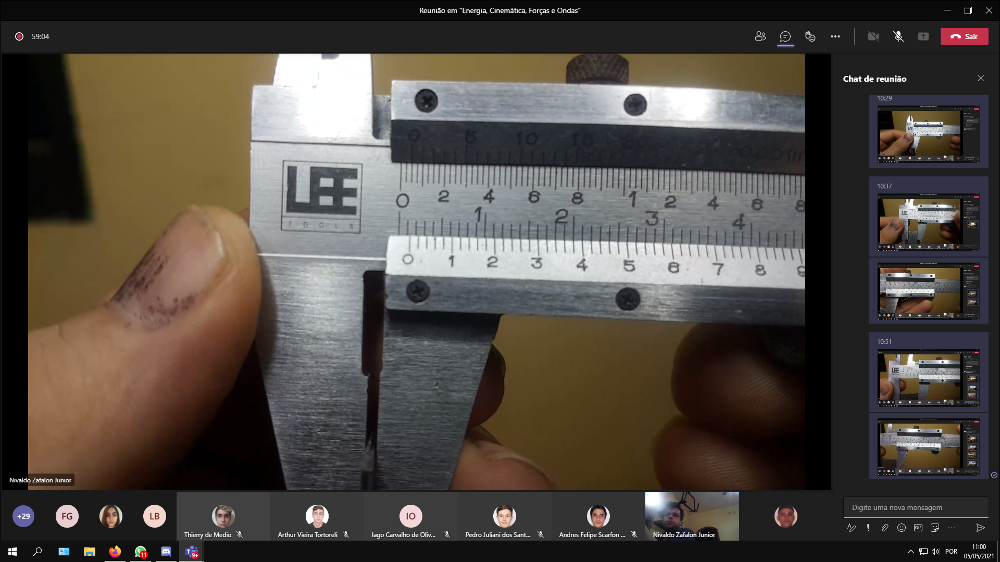 Reunião em "Energia, Cinemática, Forças e Ondas"
59:04
Sair
Chat de reunião
10:29
10:37
10:51
0 5 10 15
0 2 4 6 8 1 2 4 6 8
LEE
TOOLS
1 2 3 4
0 1 2 3 4 5 6 7 8 9
Nivaldo Zafalon Junior
+29
FG
LB
Thierry de Medio
Arthur Vieira Tortoreli
IO
Iago Carvalho de Oliv...
Pedro Juliani dos Sant...
Andres Felipe Scarfon ...
Nivaldo Zafalon Junior
Digite uma nova mensagem
GIF
11
9+
POR
11:00
05/05/2021